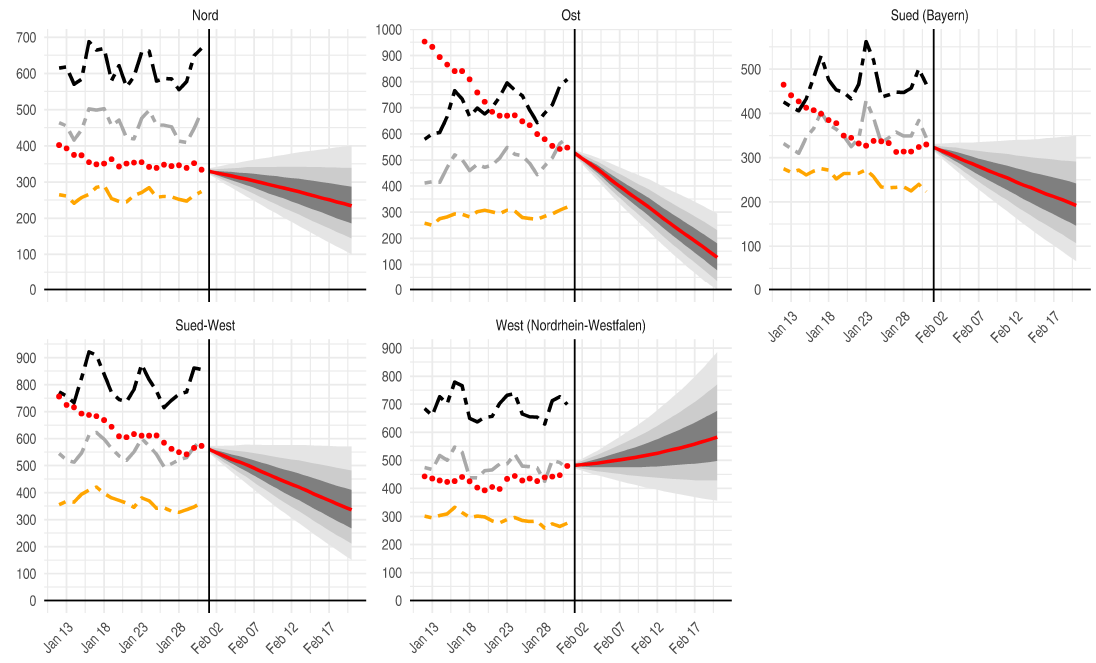 Nord
700
600
500
400
300
200
100
0
Ost
1000
900
800
700
600
500
400
300
200
100
0
Sued (Bayern)
500
400
300
200
100
0
Jan 13
Jan 18
Jan 23
Jan 28
Feb 02
Feb 07
Feb 12
Feb 17
Sued-West
900
800
700
600
500
400
300
200
100
0
Jan 13
Jan 18
Jan 23
Jan 28
Feb 02
Feb 07
Feb 12
Feb 17
West (Nordrhein-Westfalen)
900
800
700
600
500
400
300
200
100
0
Jan 13
Jan 18
Jan 23
Jan 28
Feb 02
Feb 07
Feb 12
Feb 17